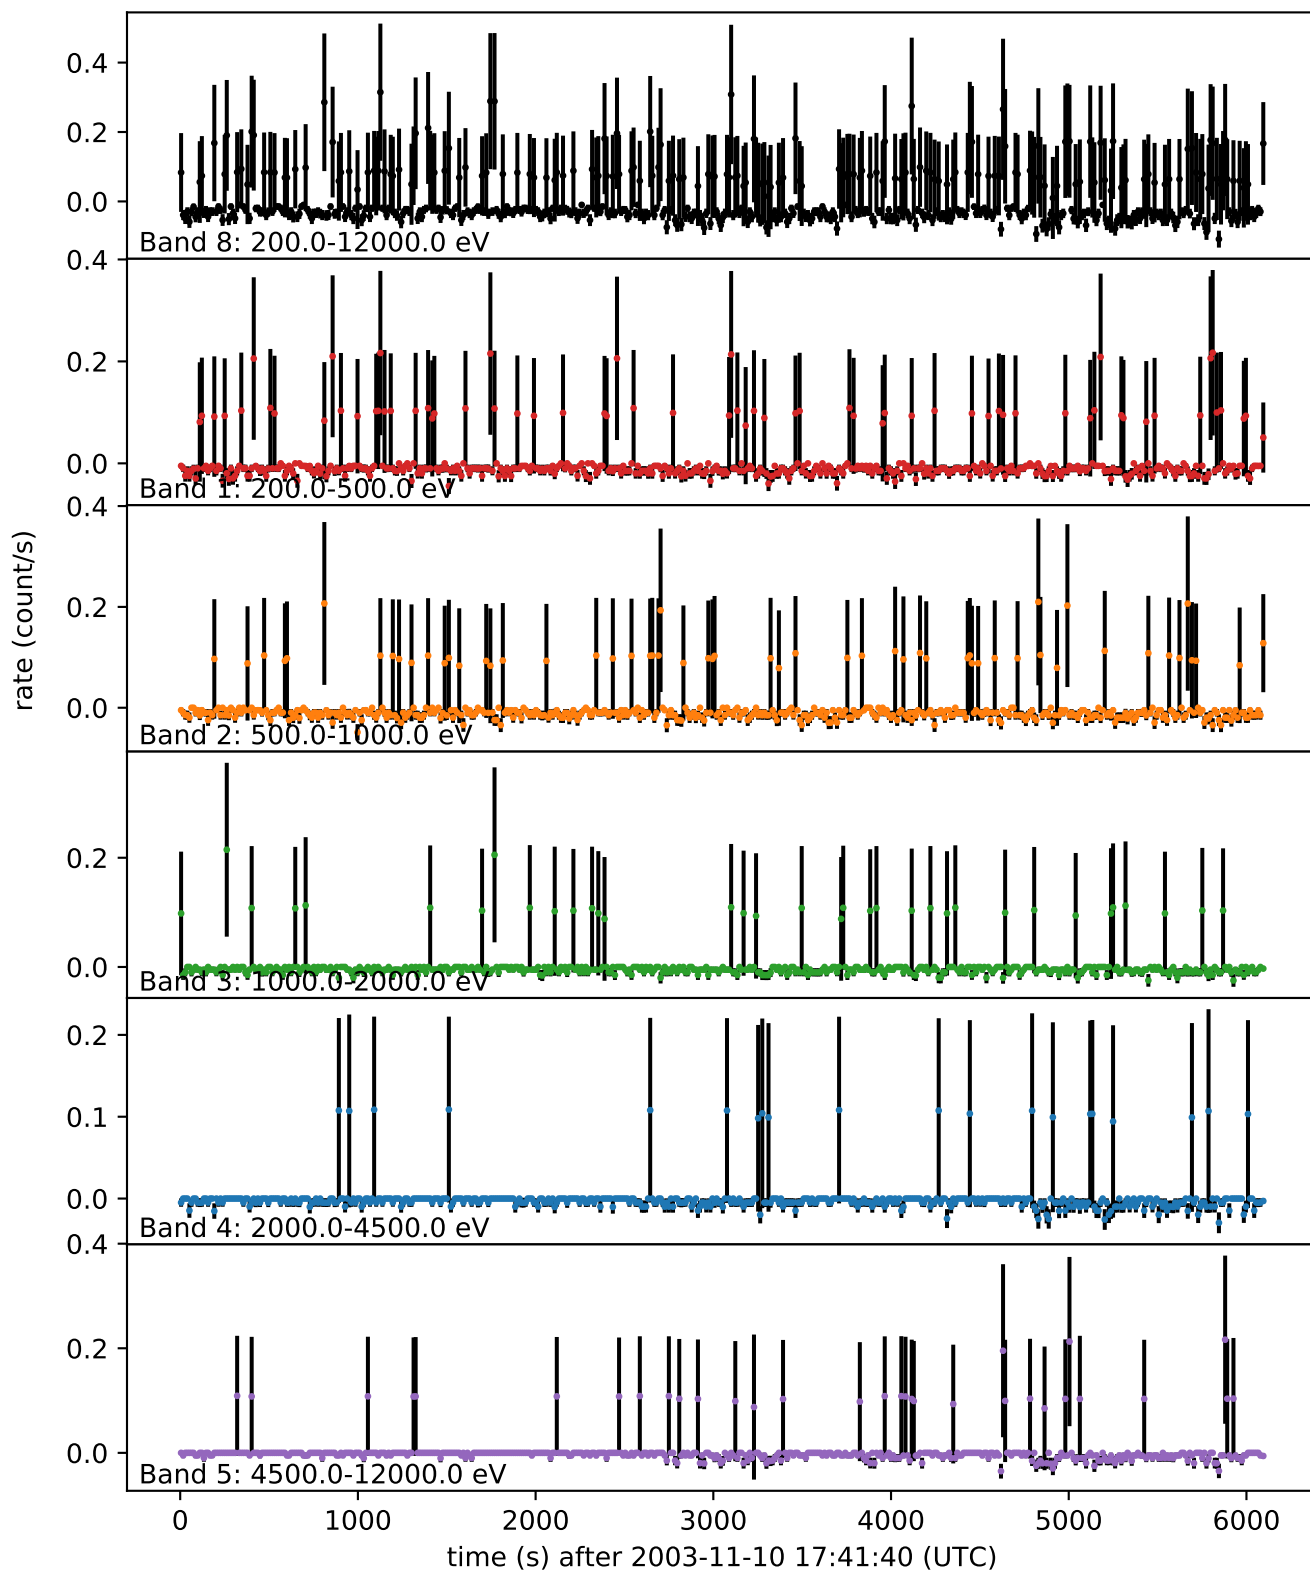 0.4
0.2
0.0
Band 8: 200.0-12000.0 eV
0.4
0.2
0.0
Band 1: 200.0-500.0 eV
0.4
0.2
0.0
Band 2: 500.0-1000.0 eV
rate (count/s)
0.2
0.0
Band 3: 1000.0-2000.0 eV
0.2
0.1
0.0
Band 4: 2000.0-4500.0 eV
0.4
0.2
0.0
Band 5: 4500.0-12000.0 eV
0 1000 2000 3000 4000 5000 6000
time (s) after 2003-11-10 17:41:40 (UTC)